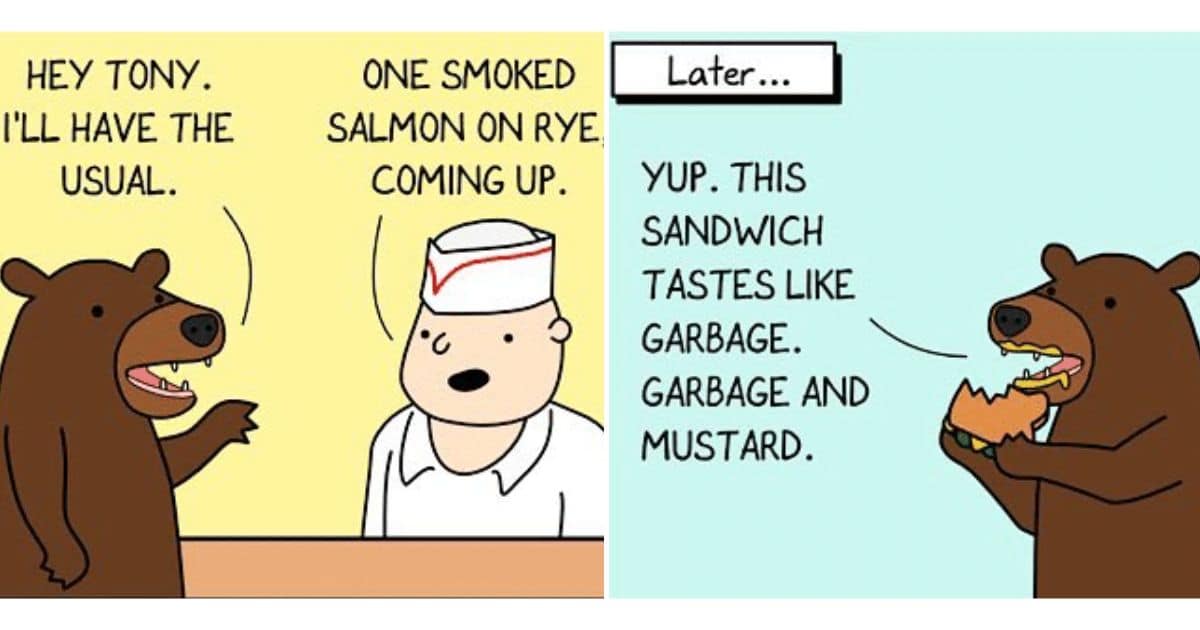 HEY TONY.
I'LL HAVE THE
USUAL.
ONE SMOKED
SALMON ON RYE,
COMING UP.
Later...
YUP. THIS
SANDWICH
TASTES LIKE
GARBAGE.
GARBAGE AND
MUSTARD.